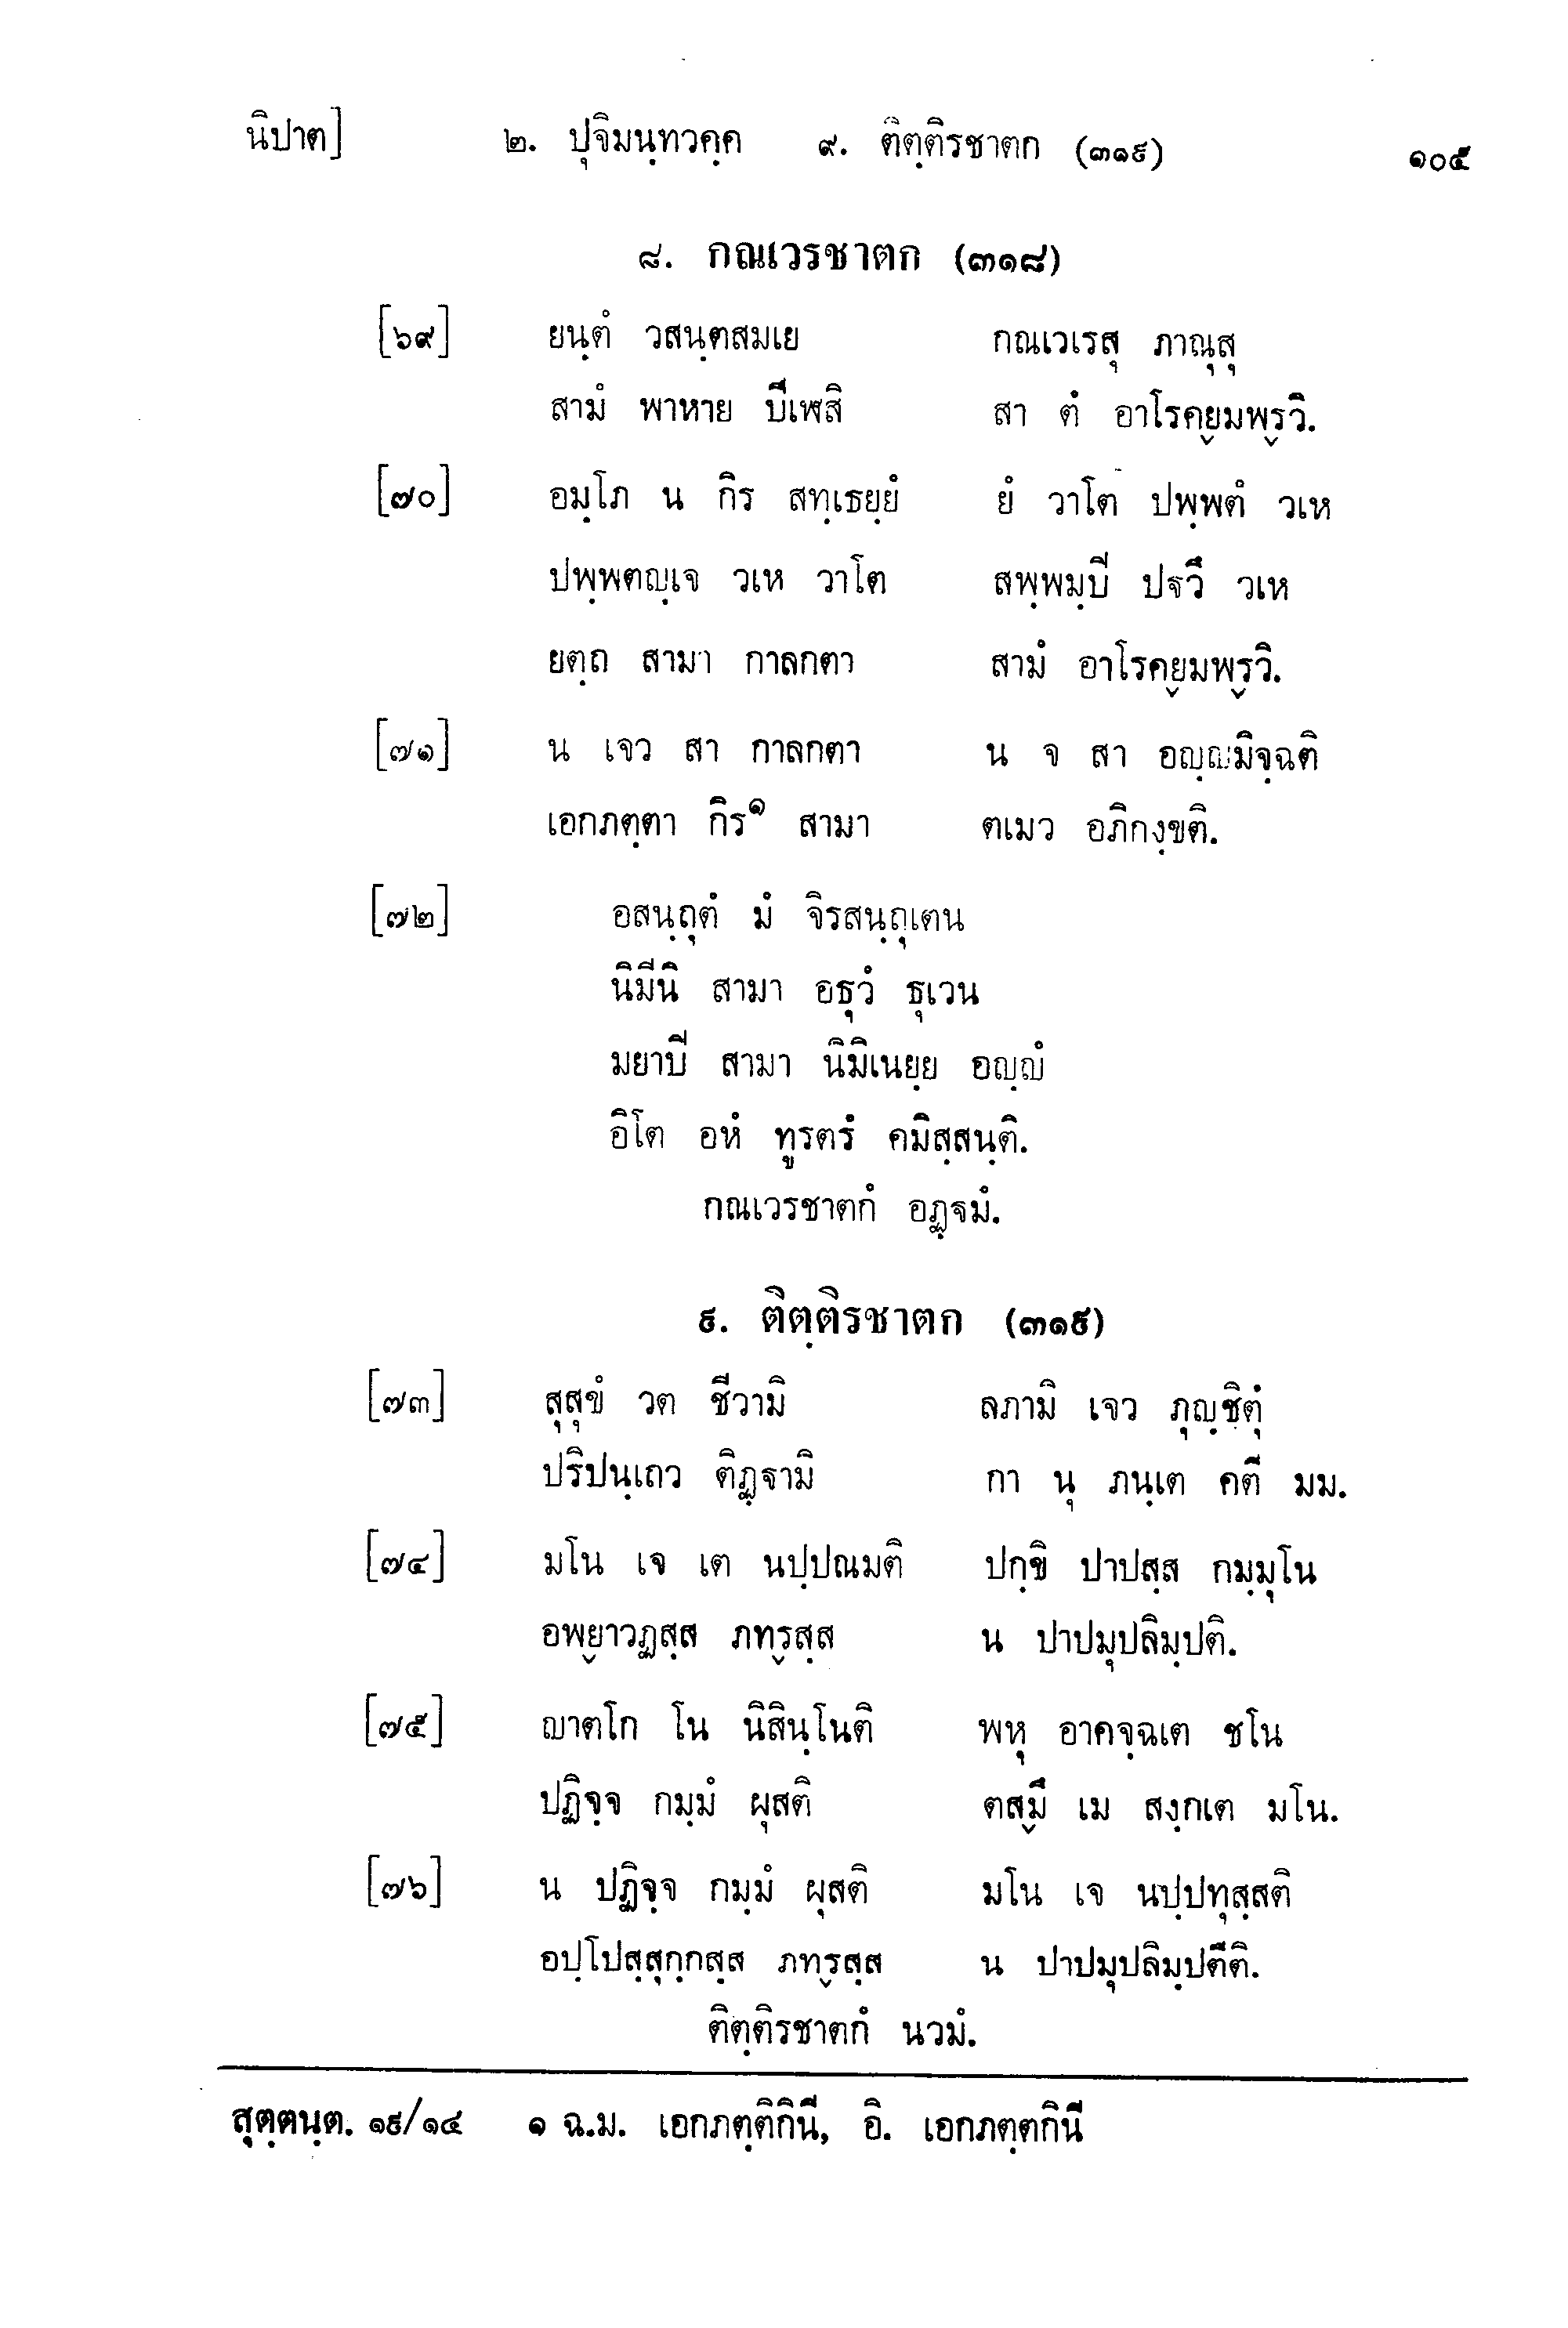 นิปาต] ๒. ปุจิมนฺทวคฺค ๙. ติตฺติรชาตก (๓๑๙) ๑๐๕
๘. กณเวรชาตก (๓๑๘)
[๖๙] ยนฺตํ วสนฺตสมเย กณเวเรสุ ภาณุสุ
สามํ พาหาย ปีเฬสิ สา ตํ อาโรคฺยมพฺรวิ.
[๗๐] อมฺโภ น กิร สทฺเธยฺยํ ยํ วาโต ปพฺพตํ วเห
ปพฺพตญฺเจ วเห วาโต สพฺพมฺปิ ปฐวึ วเห
ยตฺถ สามา กาลกตา สามํ อาโรคฺยมพฺรวิ.
[๗๑] น เจว สา กาลกตา น จ สา อญฺญมิจฺฉติ
เอกภตฺตา กิร๑ สามา ตเมว อภิกงฺขติ.
[๗๒] อสนฺถุตํ มํ จิรสนฺถุเตน
นิมีนิ สามา อธุวํ ธุเวน
มยาปิ สามา นิมิเนยฺย อญฺญํ
อิโต อหํ ทูรตรํ คมิสฺสนฺติ.
กณเวรชาตกํ อฏฺฐมํ.
๙. ติตฺติรชาตก (๓๑๙)
[๗๓] สุสุขํ วต ชีวามิ ลภามิ เจว ภุญฺชิตุํ
ปริปนฺเถว ติฏฺฐามิ กา นุ ภนฺเต คตี มม.
[๗๔] มโน เจ เต นปฺปณมติ ปกฺขิ ปาปสฺส กมฺมุโน
อพฺยาวฏสฺส ภทฺรสฺส น ปาปมุปลิมฺปติ.
[๗๕] ญาตโก โน นิสินฺโนติ พหุ อาคจฺฉเต ชโน
ปฏิจฺจ กมฺมํ ผุสติ ตสฺมึ เม สงฺกเต มโน.
[๗๖] น ปฏิจฺจ กมฺมํ ผุสติ มโน เจ นปฺปทุสฺสติ
อปฺโปสฺสุกฺกสฺส ภทฺรสฺส น ปาปมุปลิมฺปตีติ.
ติตฺติรชาตกํ นวมํ.
สุตฺตนฺต. ๑๙/๑๔ ๑ ฉ.ม. เอกภตฺติกินี, อิ. เอกภตฺตกินี